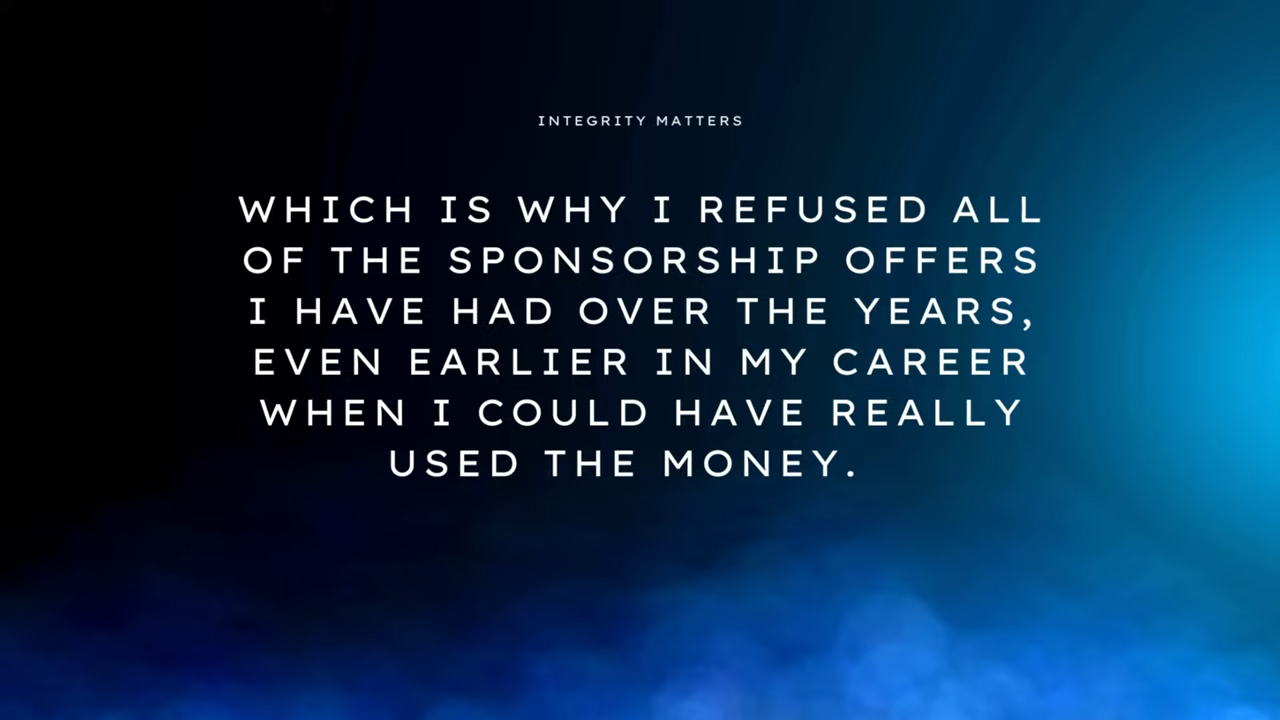 INTEGRITY MATTERS
WHICH IS WHY I REFUSED ALL
OF THE SPONSORSHIP OFFERS
I HAVE HAD OVER THE YEARS,
EVEN EARLIER IN MY CAREER
WHEN I COULD HAVE REALLY
USED THE MONEY.